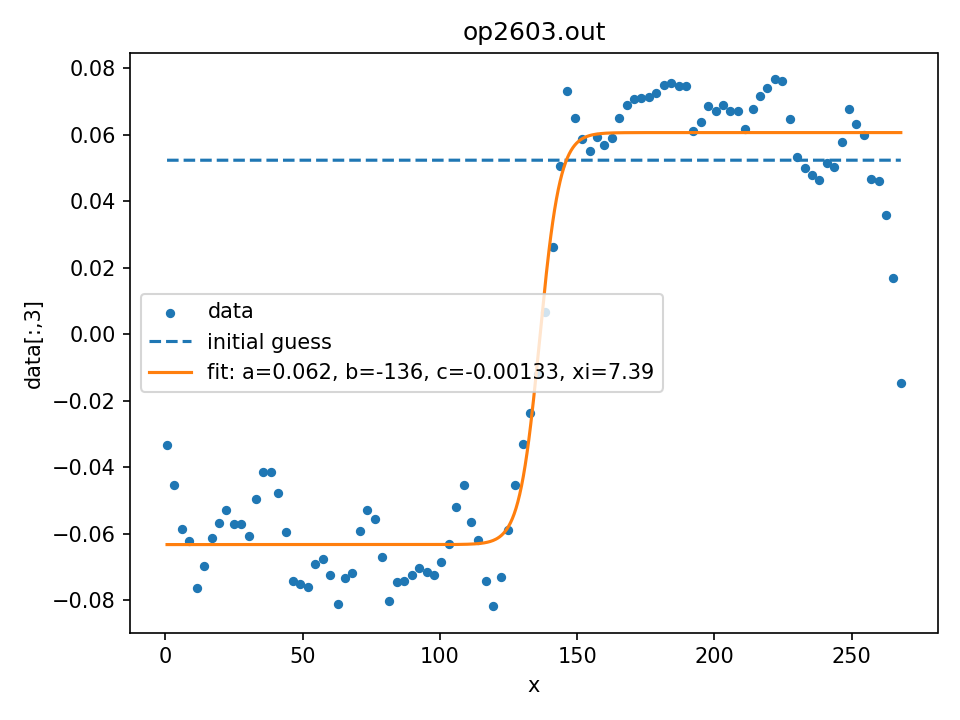 op2603.out
0.08
0.06
0.04
0.02
0.00
−0.02
−0.04
−0.06
−0.08
data[:,3]
data
initial guess
fit: a=0.062, b=-136, c=-0.00133, xi=7.39
0 50 100 150 200 250
x